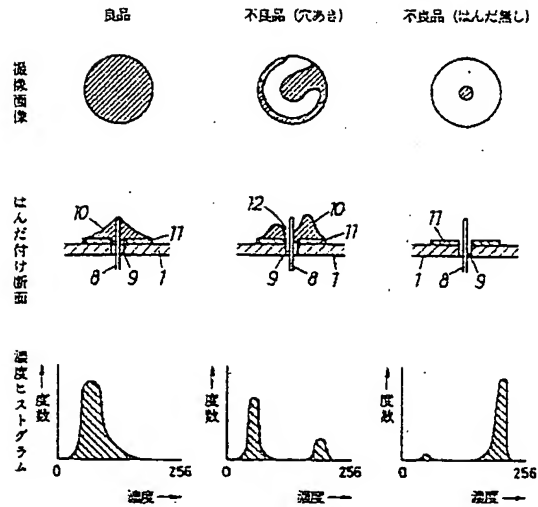 良品 不良品(穴あき) 不良品(はんだ無し)
撮像画像
はんだ付け断面
10 11 8 9 1
12 10 11 9 8 1
11 1 8 9
濃度ヒストグラム
度数 0 256 濃度
度数 0 256 濃度
度数 0 256 濃度